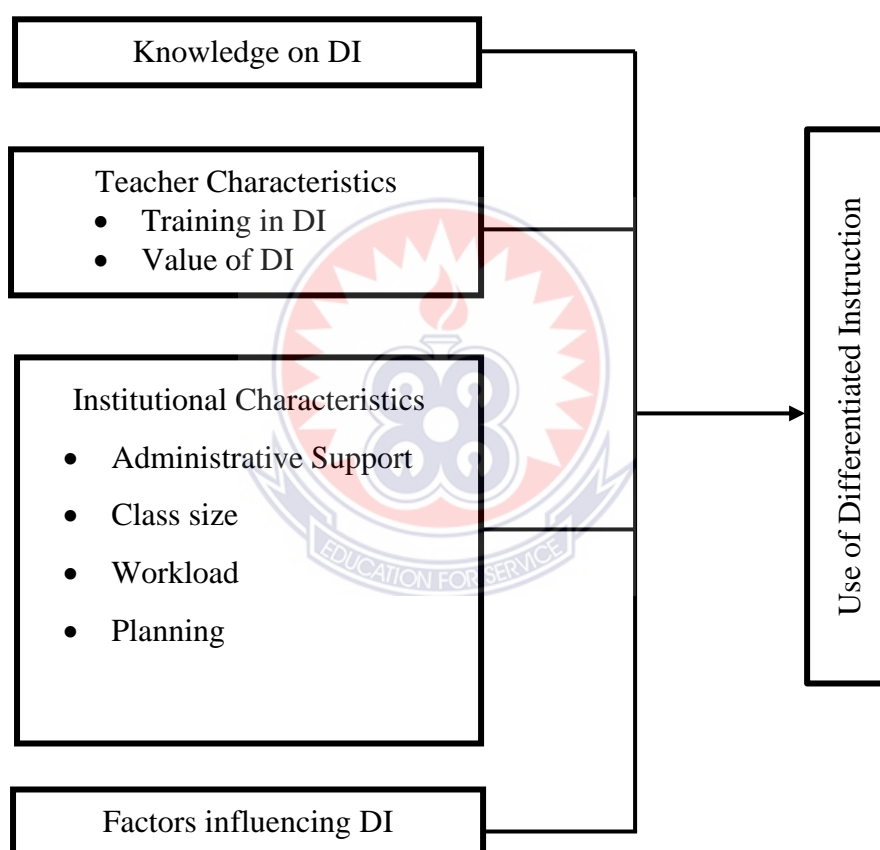 Knowledge on DI
Teacher Characteristics
• Training in DI
• Value of DI
Institutional Characteristics
• Administrative Support
• Class size
• Workload
• Planning
EDUCATION FOR SERVICE
Factors influencing DI
Use of Differentiated Instruction